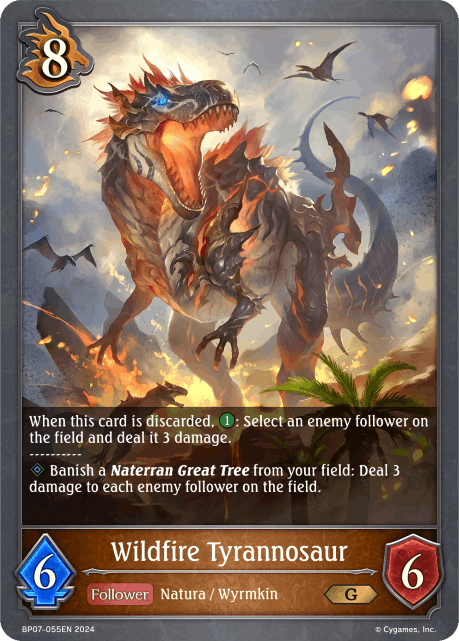 8
When this card is discarded, 1: Select an enemy follower on
the field and deal it 3 damage.
----------
Banish a Naterran Great Tree from your field: Deal 3
damage to each enemy follower on the field.
Wildfire Tyrannosaur
6
Follower Natura / Wyrmkin G
6
BP07-055EN 2024 © Cygames, Inc.